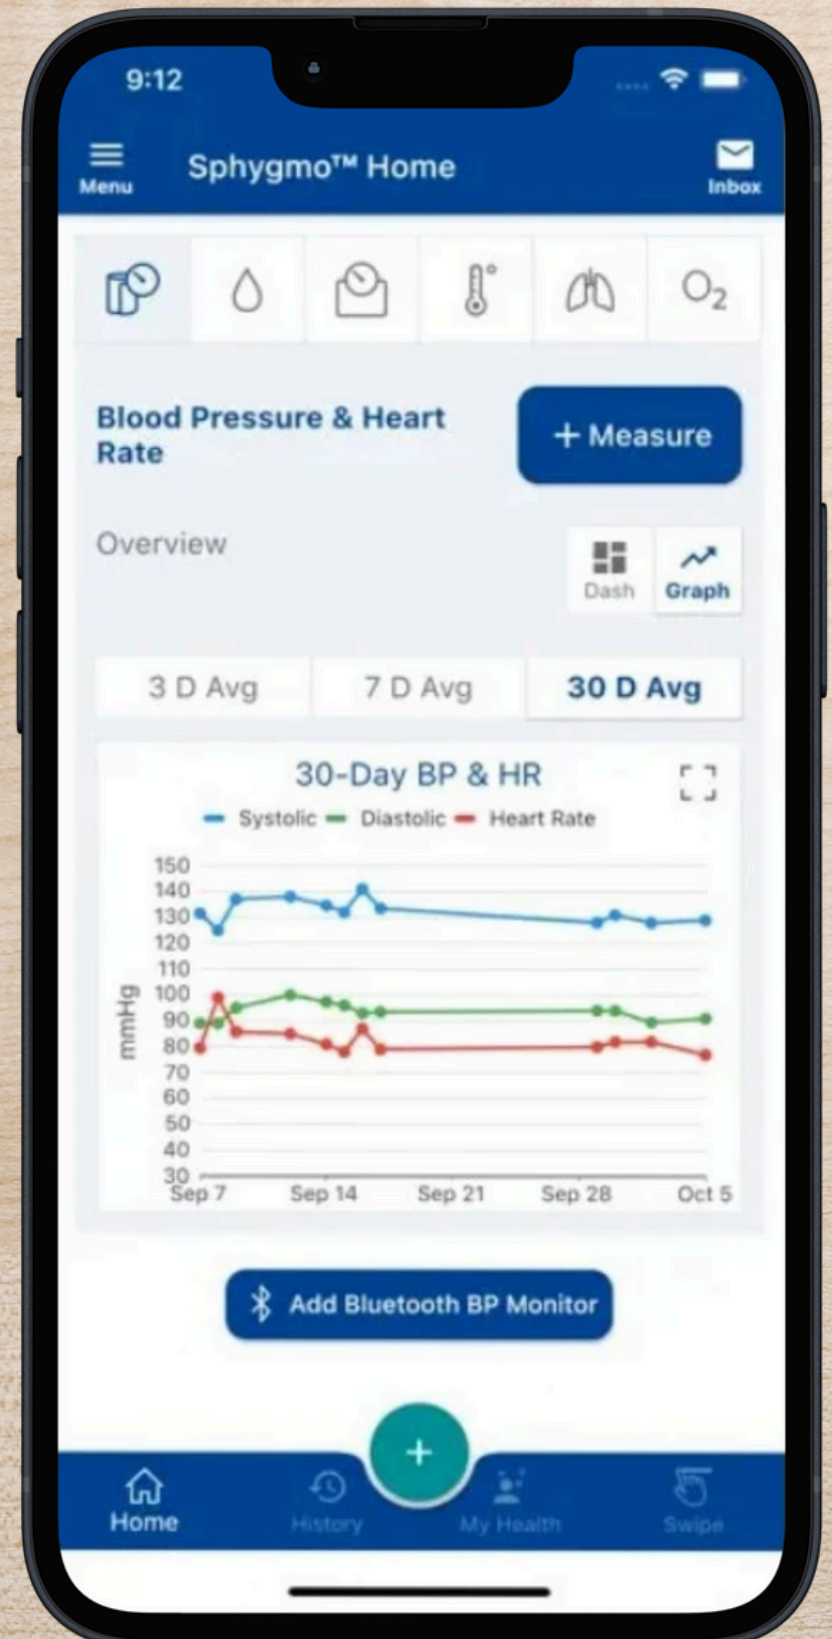 9:12
Menu
Sphygmo™ Home
Inbox
O₂
Blood Pressure & Heart
Rate
+ Measure
Overview
Dash
Graph
3 D Avg
7 D Avg
30 D Avg
30-Day BP & HR
Systolic
Diastolic
Heart Rate
mmHg
150
140
130
120
110
100
90
80
70
60
50
40
30
Sep 7
Sep 14
Sep 21
Sep 28
Oct 5
Add Bluetooth BP Monitor
+
Home
History
My Health
Swipe